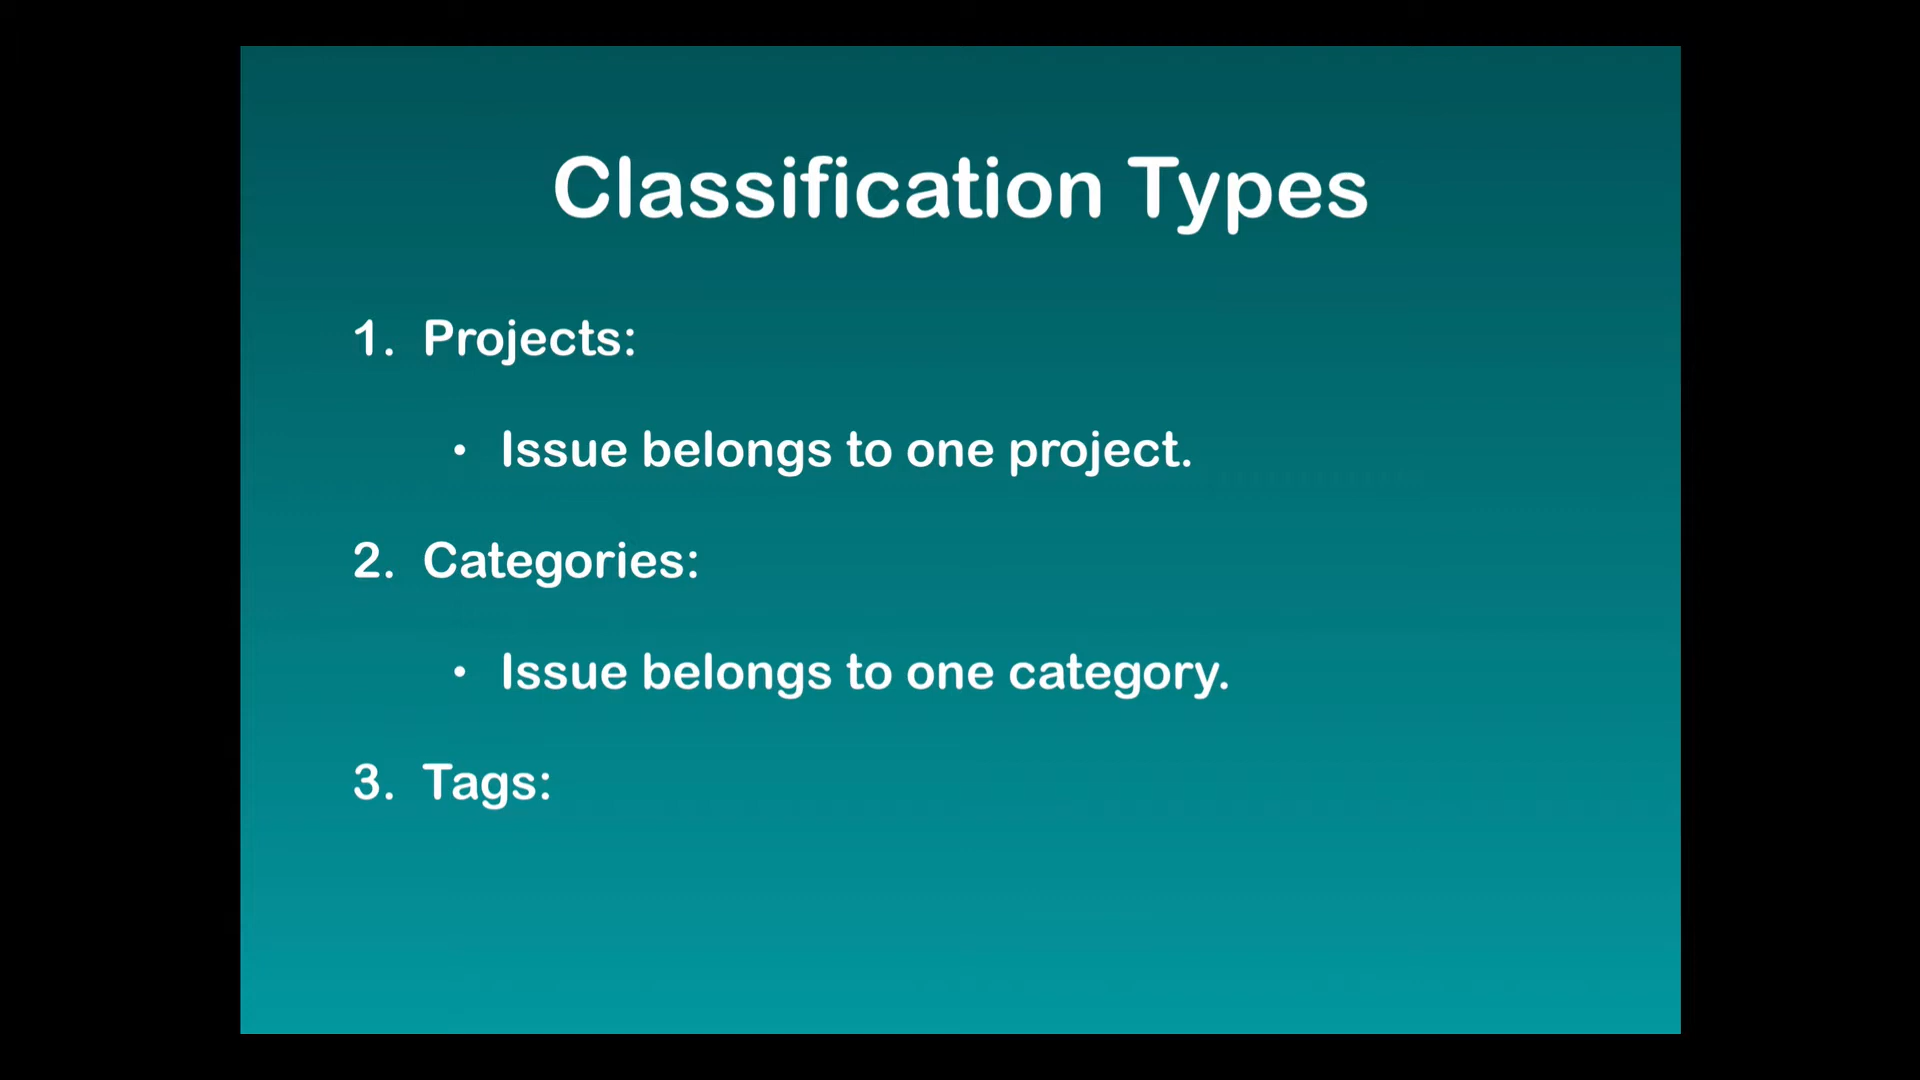 Classification Types
1. Projects:
• Issue belongs to one project.
2. Categories:
• Issue belongs to one category.
3. Tags: